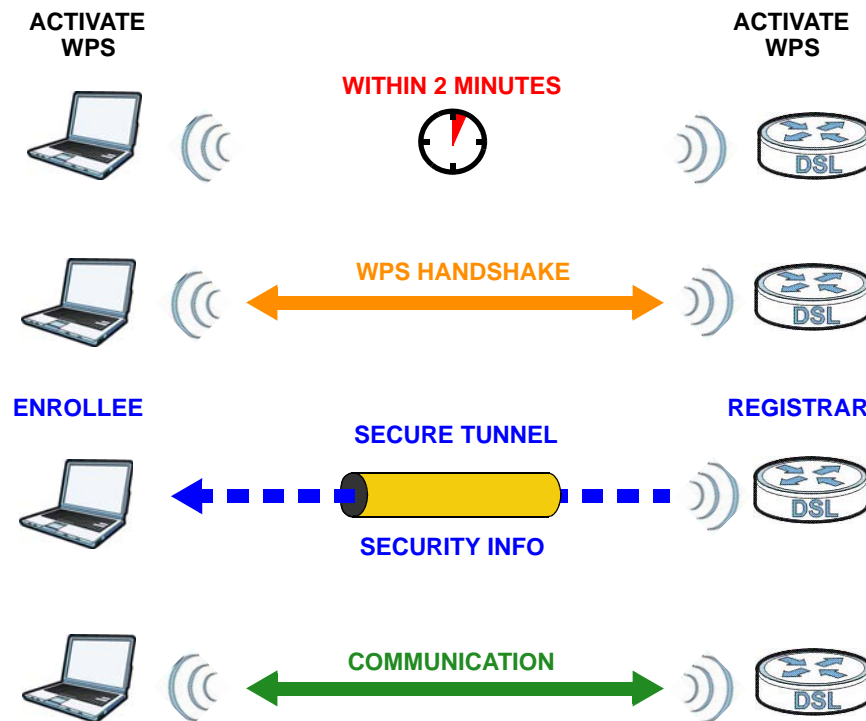 ACTIVATE
WPS
ACTIVATE
WPS
WITHIN 2 MINUTES
DSL
WPS HANDSHAKE
DSL
ENROLLEE
REGISTRAR
SECURE TUNNEL
SECURITY INFO
DSL
COMMUNICATION
DSL